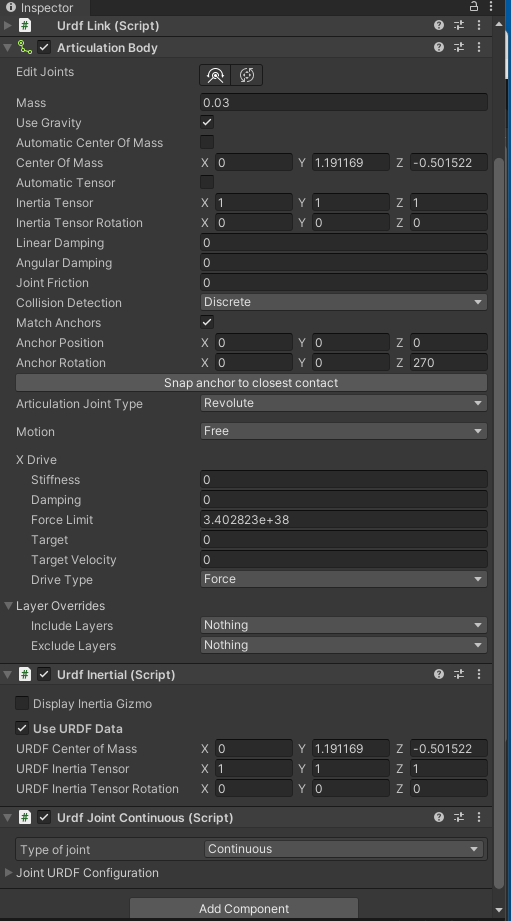 Inspector
# Urdf Link (Script)
Articulation Body
Edit Joints
Mass 0.03
Use Gravity
Automatic Center Of Mass
Center Of Mass X 0 Y 1.191169 Z -0.501522
Automatic Tensor
Inertia Tensor X 1 Y 1 Z 1
Inertia Tensor Rotation X 0 Y 0 Z 0
Linear Damping 0
Angular Damping 0
Joint Friction 0
Collision Detection Discrete
Match Anchors
Anchor Position X 0 Y 0 Z 0
Anchor Rotation X 0 Y 0 Z 270
Snap anchor to closest contact
Articulation Joint Type Revolute
Motion Free
X Drive
Stiffness 0
Damping 0
Force Limit 3.402823e+38
Target 0
Target Velocity 0
Drive Type Force
Layer Overrides
Include Layers Nothing
Exclude Layers Nothing
# Urdf Inertial (Script)
Display Inertia Gizmo
Use URDF Data
URDF Center of Mass X 0 Y 1.191169 Z -0.501522
URDF Inertia Tensor X 1 Y 1 Z 1
URDF Inertia Tensor Rotation X 0 Y 0 Z 0
# Urdf Joint Continuous (Script)
Type of joint Continuous
Joint URDF Configuration
Add Component